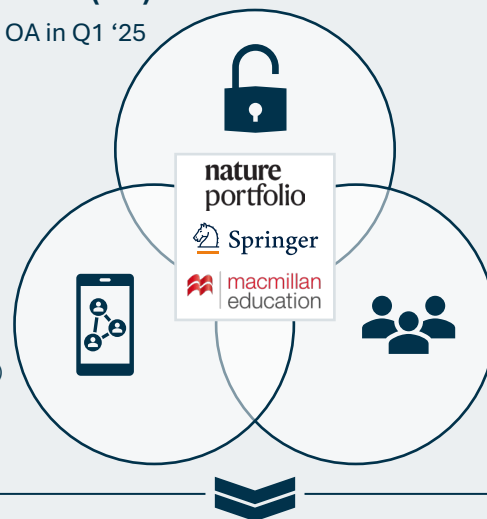 OA in Q1 ‘25
nature
portfolio
Springer
macmillan
education